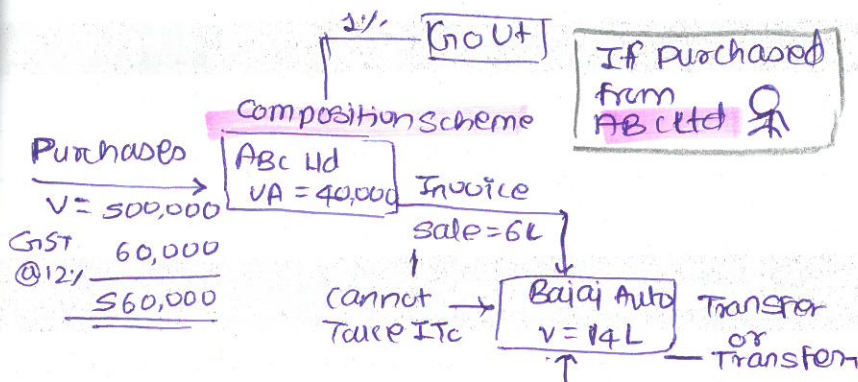 1%
Govt
If Purchased
from
ABC Ltd
Composition scheme
Purchases
ABC Ltd
VA = 40,000
Invoice
V = 500,000
Sale = 6L
GST
60,000
@12%
560,000
cannot
Take ITC
Bajaj Auto
V = 14L
Transfer
or
Transfer